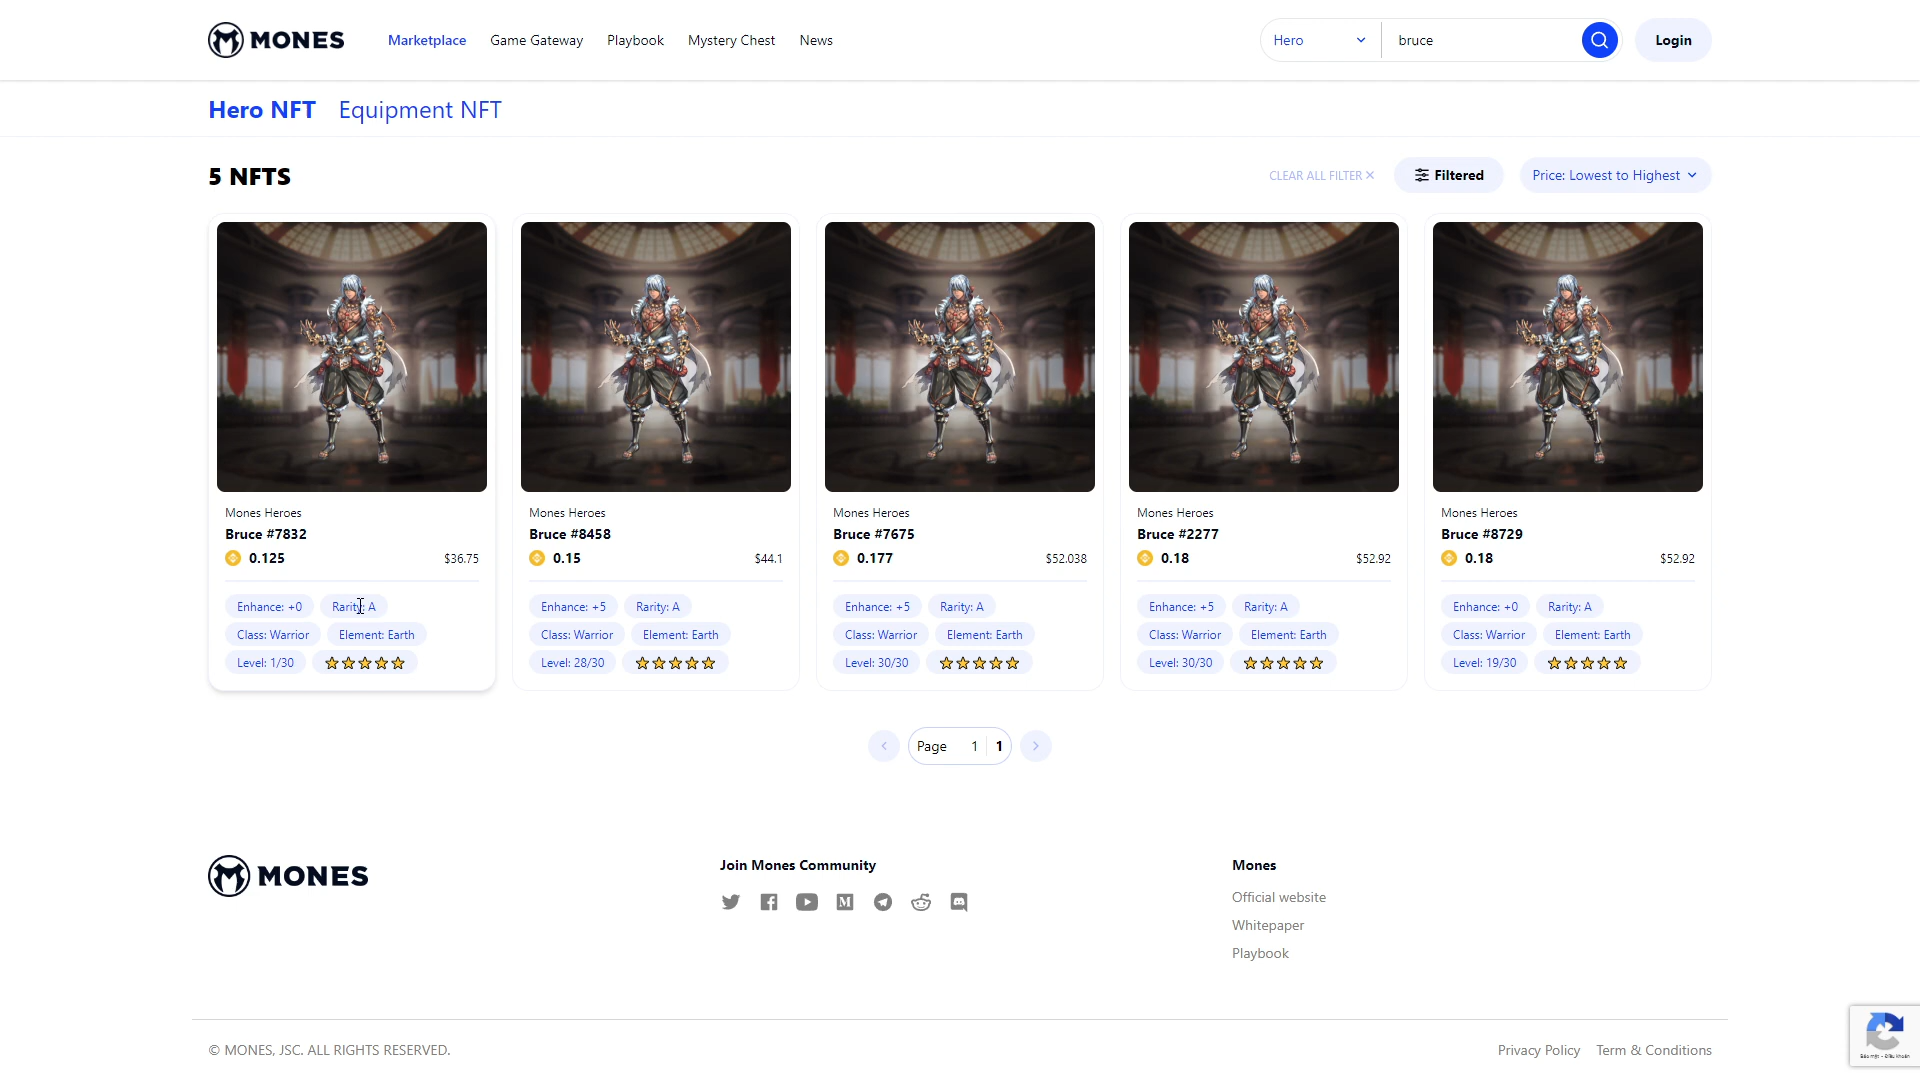 MONES
Marketplace
Game Gateway
Playbook
Mystery Chest
News
Hero
bruce
Login
Hero NFT
Equipment NFT
5 NFTS
CLEAR ALL FILTER ×
Filtered
Price: Lowest to Highest
Mones Heroes
Bruce #7832
0.125
$36.75
Enhance: +0
Rarity: A
Class: Warrior
Element: Earth
Level: 1/30
Mones Heroes
Bruce #8458
0.15
$44.1
Enhance: +5
Rarity: A
Class: Warrior
Element: Earth
Level: 28/30
Mones Heroes
Bruce #7675
0.177
$52.038
Enhance: +5
Rarity: A
Class: Warrior
Element: Earth
Level: 30/30
Mones Heroes
Bruce #2277
0.18
$52.92
Enhance: +5
Rarity: A
Class: Warrior
Element: Earth
Level: 30/30
Mones Heroes
Bruce #8729
0.18
$52.92
Enhance: +0
Rarity: A
Class: Warrior
Element: Earth
Level: 19/30
Page 1 1
MONES
Join Mones Community
Mones
Official website
Whitepaper
Playbook
© MONES, JSC. ALL RIGHTS RESERVED.
Privacy Policy
Term & Conditions
Bảo mật - Điều khoản